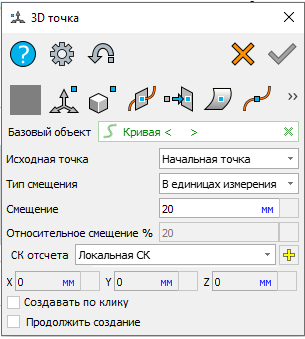 3D точка
Базовый объект Кривая < >
Исходная точка Начальная точка
Тип смещения В единицах измерения
Смещение 20 мм
Относительное смещение % 20
СК отсчета Локальная СК
X 0 мм Y 0 мм Z 0 мм
Создавать по клику
Продолжить создание